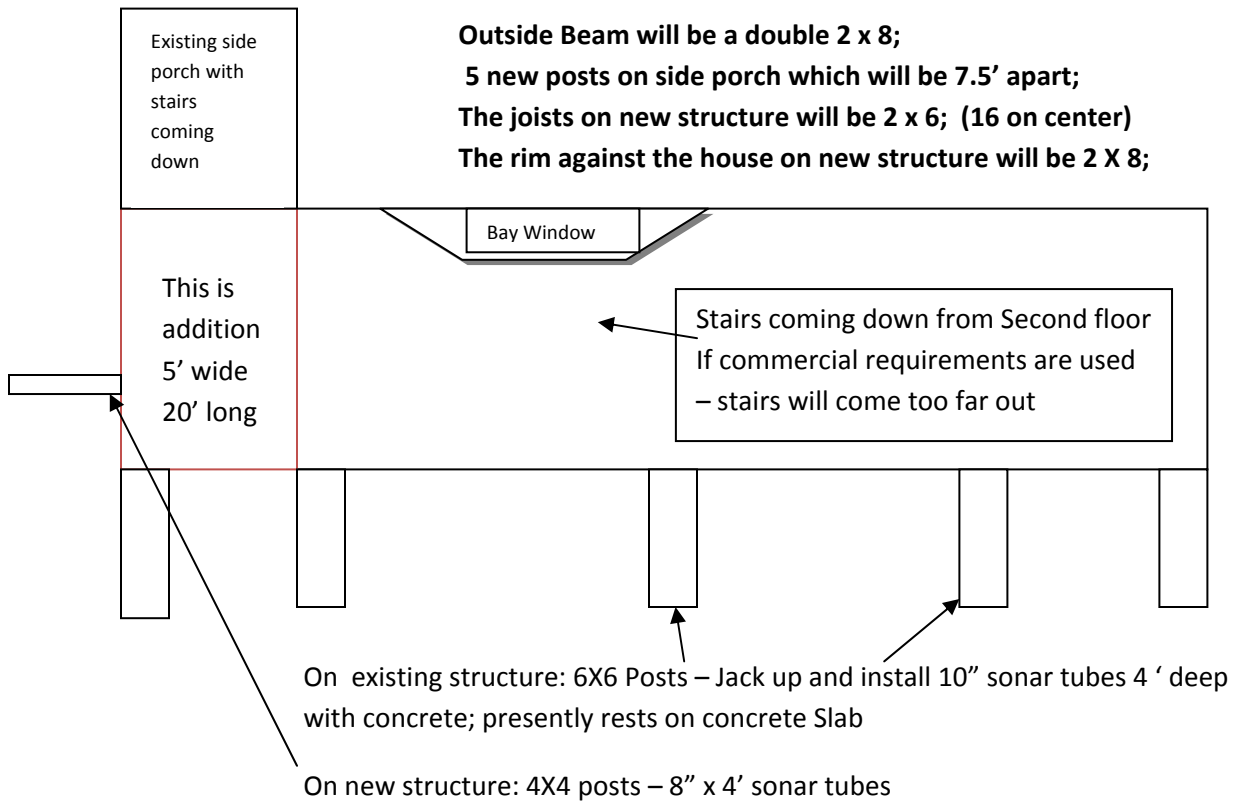 Existing side
porch with
stairs
coming
down
Outside Beam will be a double 2 x 8;
5 new posts on side porch which will be 7.5’ apart;
The joists on new structure will be 2 x 6; (16 on center)
The rim against the house on new structure will be 2 X 8;
Bay Window
This is
addition
5’ wide
20’ long
Stairs coming down from Second floor
If commercial requirements are used
– stairs will come too far out
On existing structure: 6X6 Posts – Jack up and install 10” sonar tubes 4 ‘ deep
with concrete; presently rests on concrete Slab
On new structure: 4X4 posts – 8” x 4’ sonar tubes